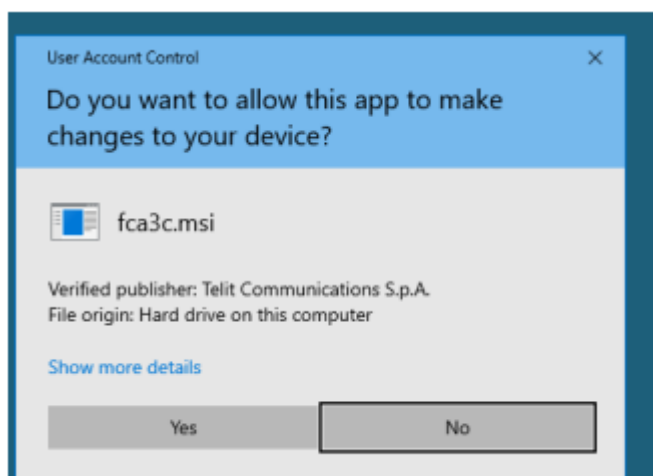 User Account Control
Do you want to allow this app to make
changes to your device?
fca3c.msi
Verified publisher: Telit Communications S.p.A.
File origin: Hard drive on this computer
Show more details
Yes
No